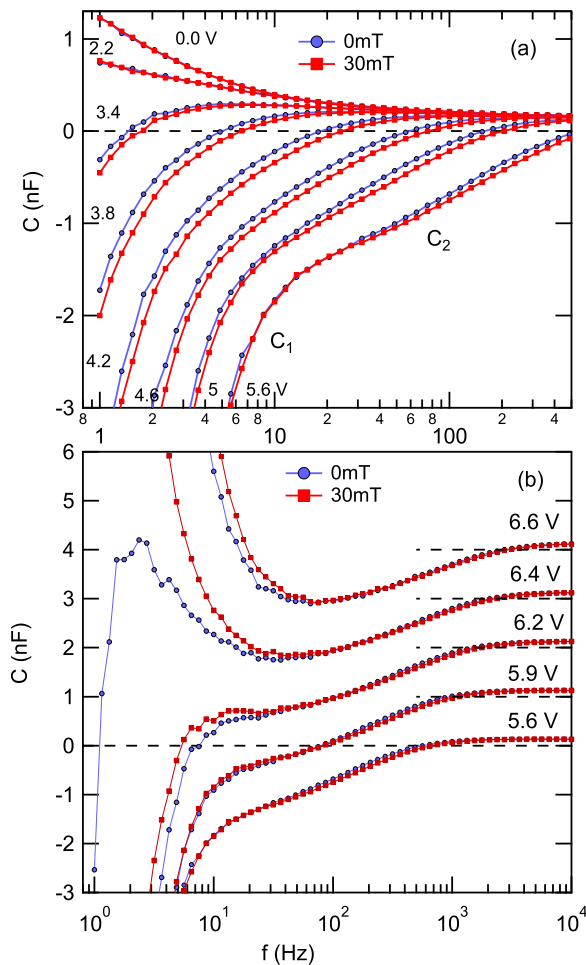 1
0
-1
-2
-3
C (nF)
0.0 V
2.2
3.4
3.8
4.2
4.6
5
5.6 V
0mT
30mT
(a)
C1
C2
8 1 2 4 6 8 10 2 4 6 8 100 2 4
6
5
4
3
2
1
0
-1
-2
-3
C (nF)
0mT
30mT
(b)
6.6 V
6.4 V
6.2 V
5.9 V
5.6 V
10^0 10^1 10^2 10^3 10^4
f (Hz)